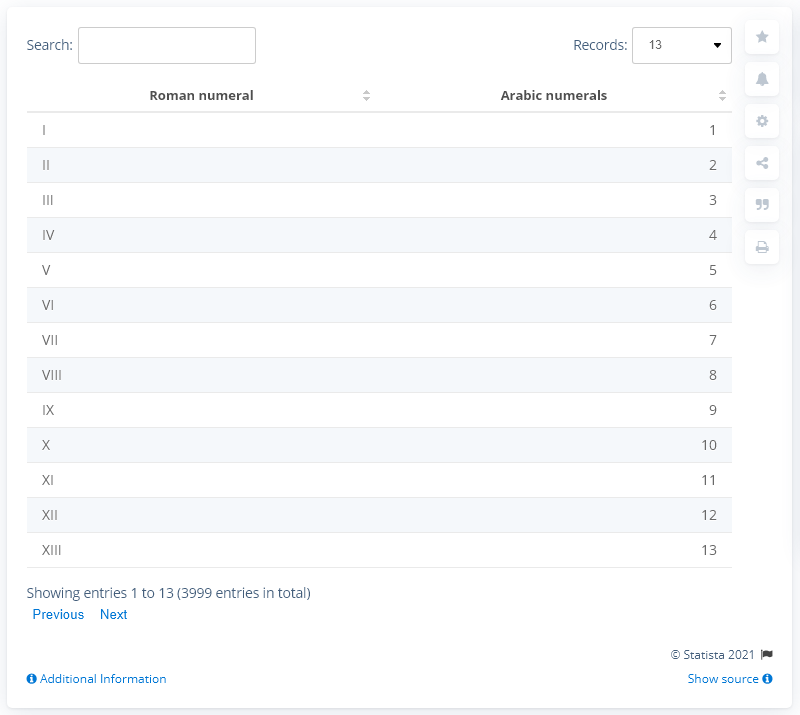 Search: Records: 13
Roman numeral Arabic numerals
I 1
II 2
III 3
IV 4
V 5
VI 6
VII 7
VIII 8
IX 9
X 10
XI 11
XII 12
XIII 13
Showing entries 1 to 13 (3999 entries in total)
Previous Next
© Statista 2021
Additional Information Show source